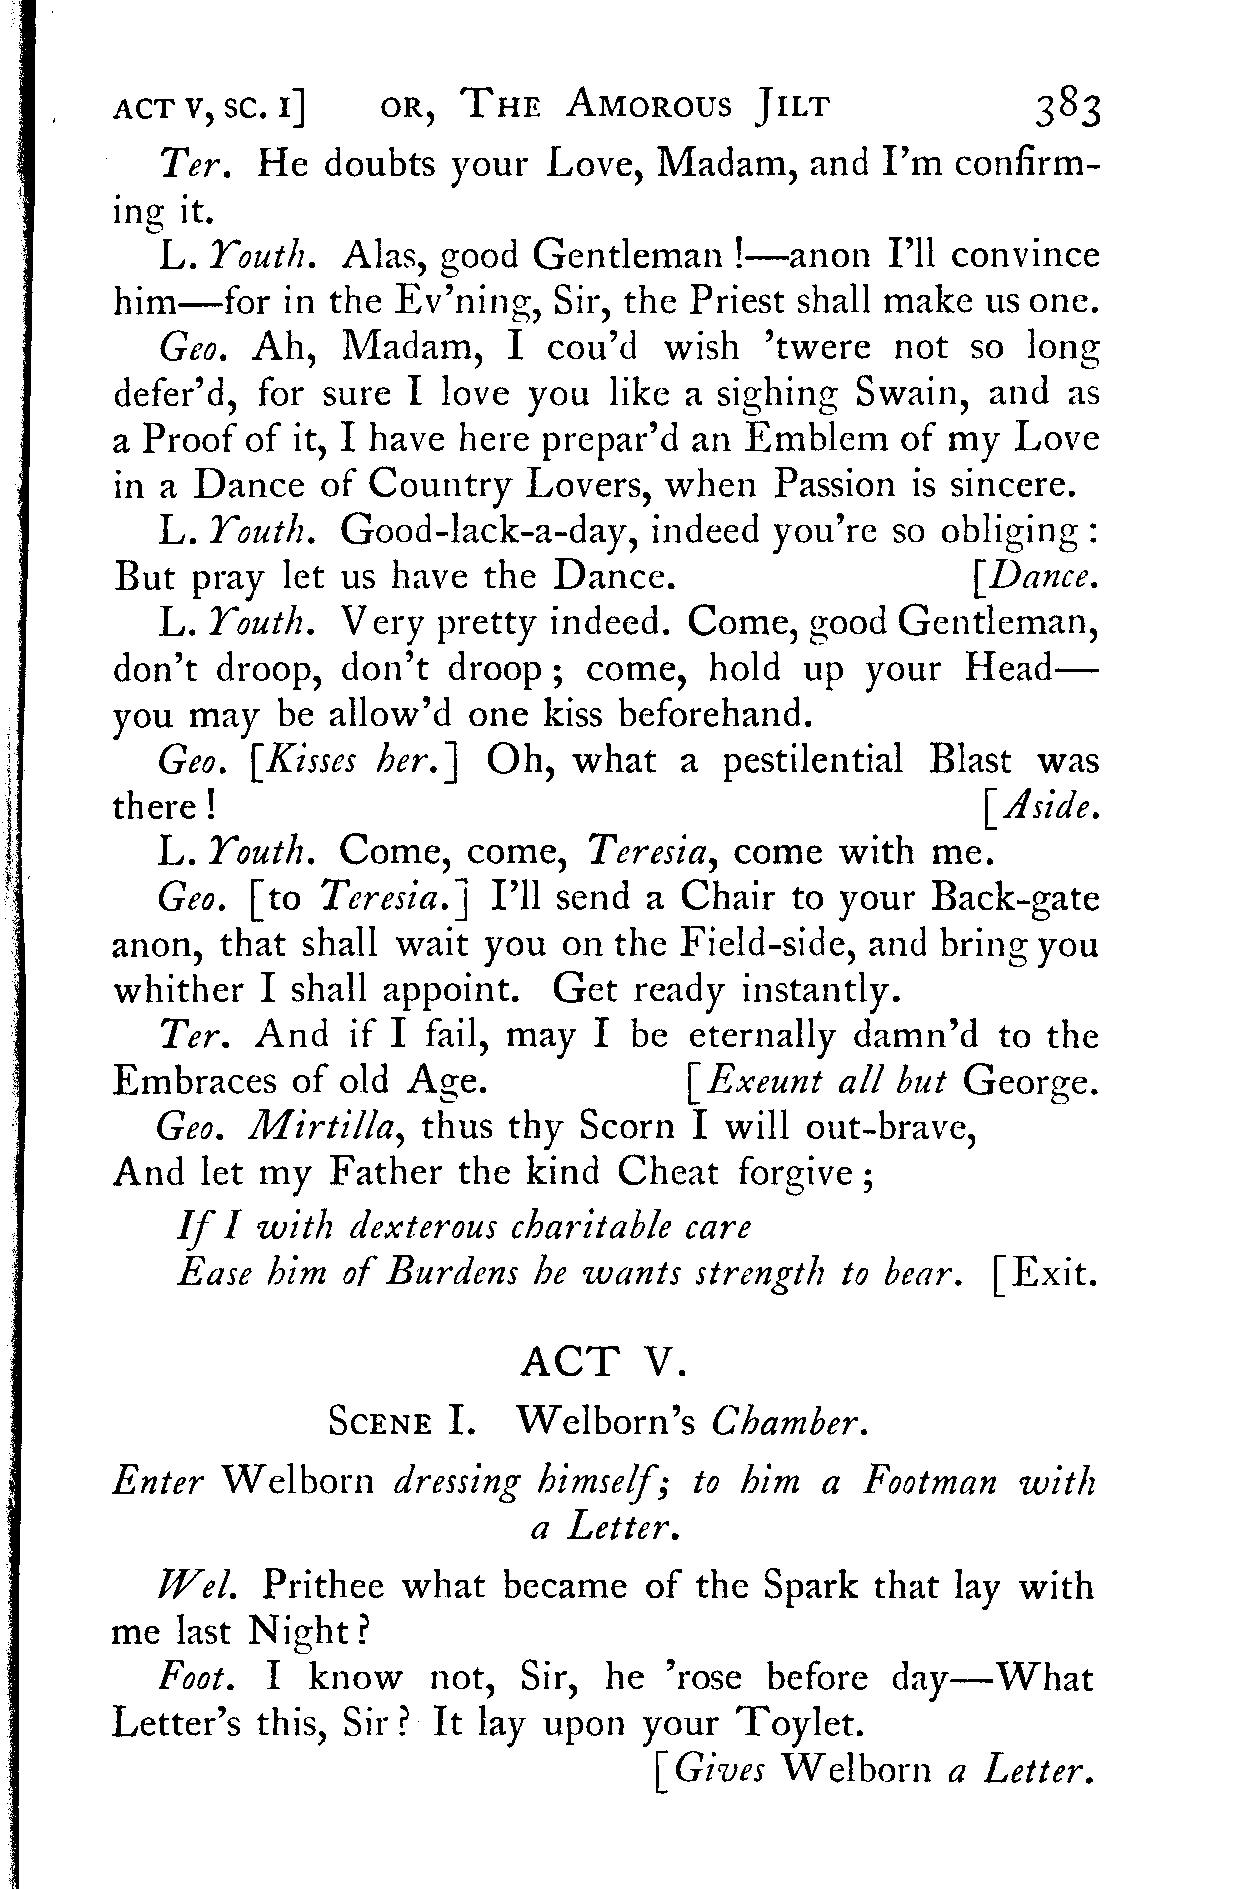 ACT V, SC. I] OR, THE AMOROUS JILT 383
Ter. He doubts your Love, Madam, and I'm confirm-
ing it.
L. Youth. Alas, good Gentleman !—anon I'll convince
him—for in the Ev'ning, Sir, the Priest shall make us one.
Geo. Ah, Madam, I cou'd wish 'twere not so long
defer'd, for sure I love you like a sighing Swain, and as
a Proof of it, I have here prepar'd an Emblem of my Love
in a Dance of Country Lovers, when Passion is sincere.
L. Youth. Good-lack-a-day, indeed you're so obliging :
But pray let us have the Dance. [Dance.
L. Youth. Very pretty indeed. Come, good Gentleman,
don't droop, don't droop ; come, hold up your Head—
you may be allow'd one kiss beforehand.
Geo. [Kisses her.] Oh, what a pestilential Blast was
there ! [Aside.
L. Youth. Come, come, Teresia, come with me.
Geo. [to Teresia.] I'll send a Chair to your Back-gate
anon, that shall wait you on the Field-side, and bring you
whither I shall appoint. Get ready instantly.
Ter. And if I fail, may I be eternally damn'd to the
Embraces of old Age. [Exeunt all but George.
Geo. Mirtilla, thus thy Scorn I will out-brave,
And let my Father the kind Cheat forgive ;
If I with dexterous charitable care
Ease him of Burdens he wants strength to bear. [Exit.
ACT V.
SCENE I. Welborn's Chamber.
Enter Welborn dressing himself; to him a Footman with
a Letter.
Wel. Prithee what became of the Spark that lay with
me last Night ?
Foot. I know not, Sir, he 'rose before day—What
Letter's this, Sir ? It lay upon your Toylet.
[Gives Welborn a Letter.